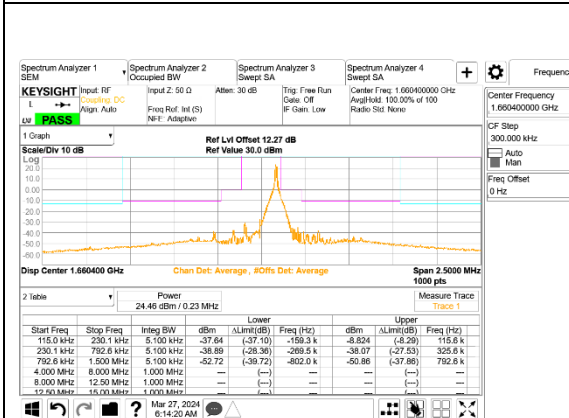 Spectrum Analyzer 1
SEM
Spectrum Analyzer 2
Occupied BW
Spectrum Analyzer 3
Swept SA
Spectrum Analyzer 4
Swept SA
+
Frequenc
KEYSIGHT
Input: RF
Coupling: DC
Align: Auto
Input Z: 50 Ω
Freq Ref: Int (S)
NFE: Adaptive
Atten: 30 dB
Trig: Free Run
Gate: Off
IF Gain: Low
Center Freq: 1.660400000 GHz
Avg|Hold: 100.00% of 100
Radio Std: None
L
PASS
Center Frequency
1.660400000 GHz
CF Step
300.000 kHz
Auto
Man
Freq Offset
0 Hz
1 Graph
Scale/Div 10 dB
Ref Lvl Offset 12.27 dB
Ref Value 30.0 dBm
Log
20.0
10.0
0.00
-10.0
-20.0
-30.0
-40.0
-50.0
-60.0
Disp Center 1.660400 GHz
Chan Det: Average , #Offs Det: Average
Span 2.5000 MHz
1000 pts
2 Table
Power
24.46 dBm / 0.23 MHz
Measure Trace
Trace 1
Lower Upper
Start Freq Stop Freq Integ BW dBm ΔLimit(dB) Freq (Hz) dBm ΔLimit(dB) Freq (Hz)
115.0 kHz 230.1 kHz 5.100 kHz -37.64 (-37.10) -159.3 k -8.824 (-8.29) 115.6 k
230.1 kHz 792.6 kHz 5.100 kHz -38.89 (-28.36) -269.5 k -38.07 (-27.53) 325.6 k
792.6 kHz 1.500 MHz 5.100 kHz -52.72 (-39.72) -802.0 k -50.86 (-37.86) 792.8 k
4.000 MHz 8.000 MHz 1.000 MHz --- (---) --- (---)
8.000 MHz 12.50 MHz 1.000 MHz --- (---) --- (---)
12.50 MHz 15.00 MHz 1.000 MHz --- (---) --- (---)
?
Mar 27, 2024
6:14:20 AM